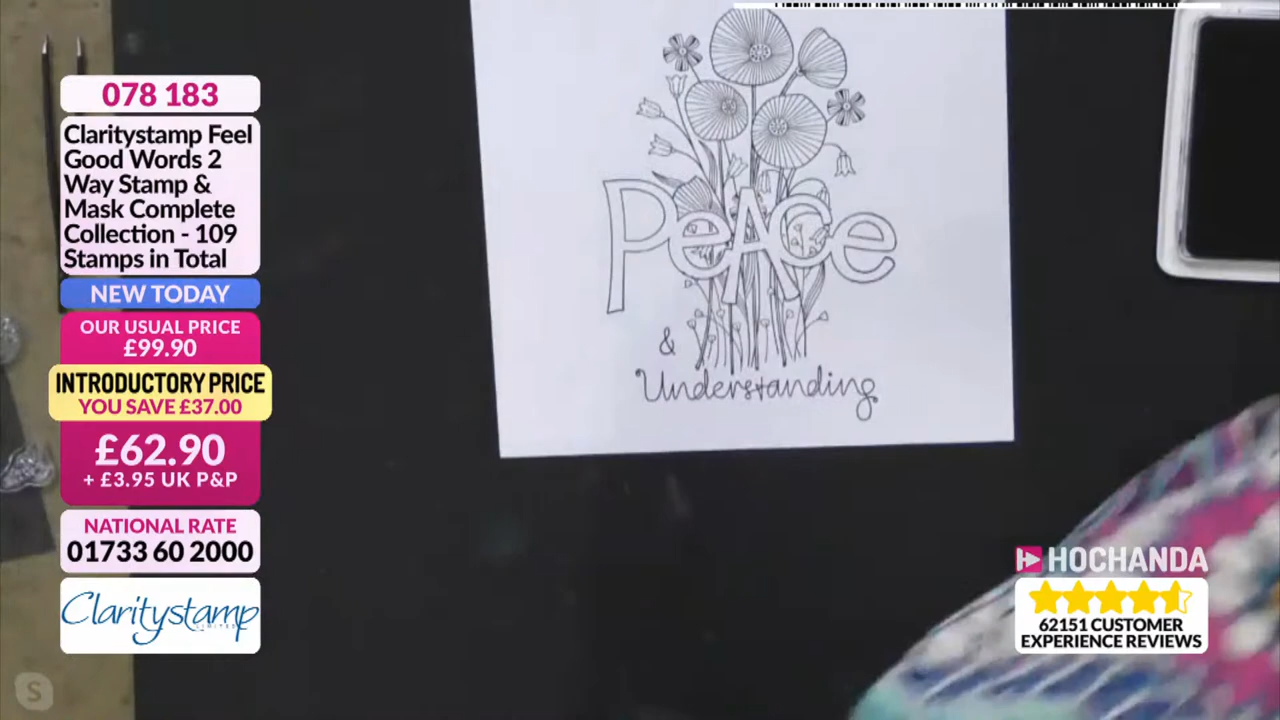 078 183
Claritystamp Feel
Good Words 2
Way Stamp &
Mask Complete
Collection - 109
Stamps in Total
NEW TODAY
OUR USUAL PRICE
£99.90
INTRODUCTORY PRICE
YOU SAVE £37.00
£62.90
+ £3.95 UK P&P
NATIONAL RATE
01733 60 2000
Claritystamp
LIMITED
PeACe
&
Understanding
HOCHANDA
62151 CUSTOMER
EXPERIENCE REVIEWS
S